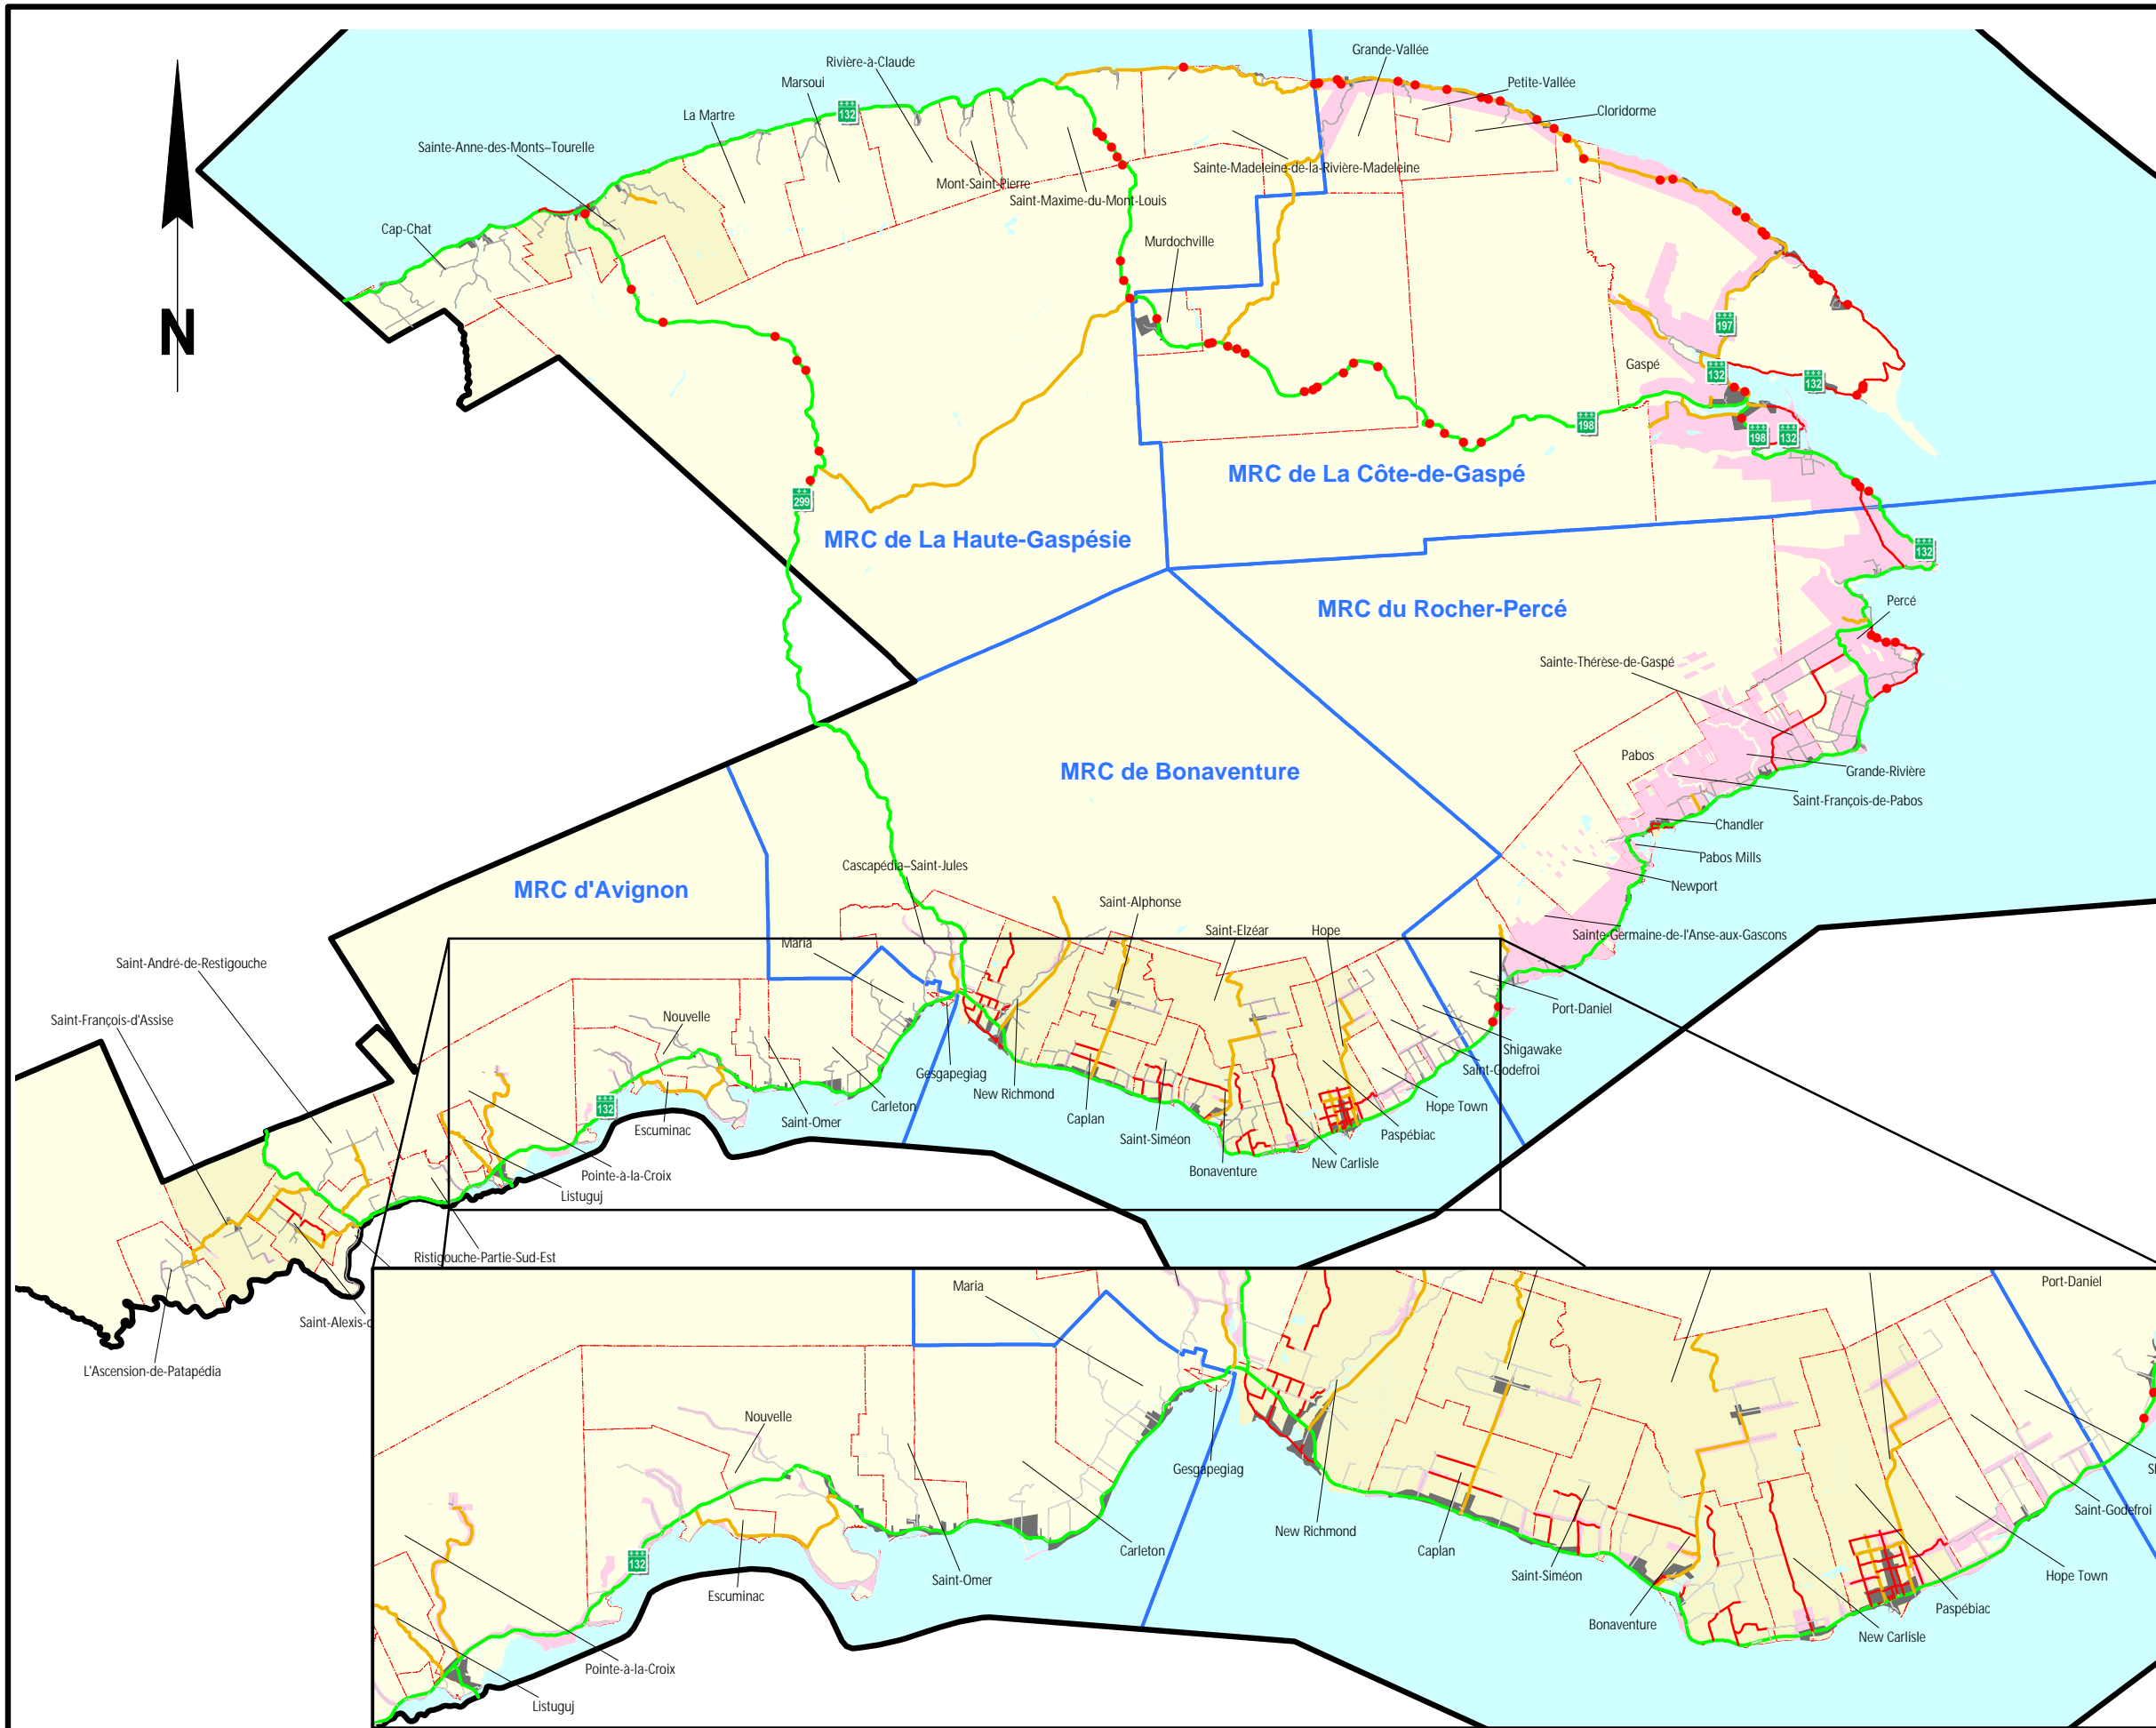 Grande-Vallée
Rivière-à-Claude
Marsoui
Petite-Vallée
132
La Martre
Cloridorme
Sainte-Anne-des-Monts–Tourelle
Sainte-Madeleine-de-la-Rivière-Madeleine
Mont-Saint-Pierre
Saint-Maxime-du-Mont-Louis
Cap-Chat
Murdochville
N
197
Gaspé
132
132
198
198
132
MRC de La Côte-de-Gaspé
299
MRC de La Haute-Gaspésie
132
Percé
MRC du Rocher-Percé
Sainte-Thérèse-de-Gaspé
Pabos
MRC de Bonaventure
Grande-Rivière
Saint-François-de-Pabos
Chandler
Pabos Mills
Cascapédia–Saint-Jules
Newport
MRC d'Avignon
Saint-Alphonse
Saint-Elzéar
Hope
Sainte-Germaine-de-l'Anse-aux-Gascons
Maria
Saint-André-de-Restigouche
Port-Daniel
Saint-François-d'Assise
Nouvelle
Shigawake
Saint-Godefroi
Gesgapegiag
New Richmond
132
Carleton
Hope Town
Saint-Omer
Caplan
Escuminac
Saint-Siméon
Paspébiac
New Carlisle
Bonaventure
Pointe-à-la-Croix
Listuguj
Ristigouche-Partie-Sud-Est
Saint-Alexis-d
L'Ascension-de-Patapédia
Maria
Port-Daniel
Nouvelle
Gesgapegiag
Saint-Godefroi
New Richmond
Carleton
Caplan
132
Saint-Omer
Saint-Siméon
Hope Town
Escuminac
Paspébiac
Bonaventure
New Carlisle
Pointe-à-la-Croix
Listuguj